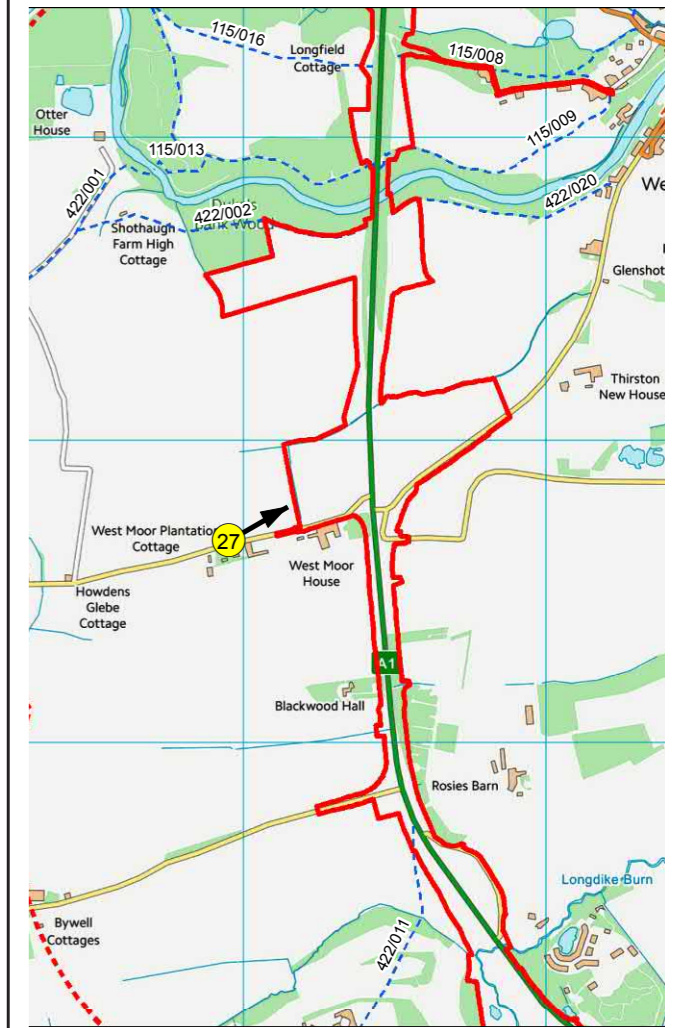 115/016
Longfield
Cottage
115/008
Otter
House
115/013
115/009
422/001
422/002
422/020
Shothaugh
Farm High
Cottage
Duke's
Bank Wood
We
Glenshot
Thirston
New House
27
West Moor Plantation
Cottage
West Moor
House
Howdens
Glebe
Cottage
A1
Blackwood Hall
Rosies Barn
Longdike Burn
Bywell
Cottages
422/011